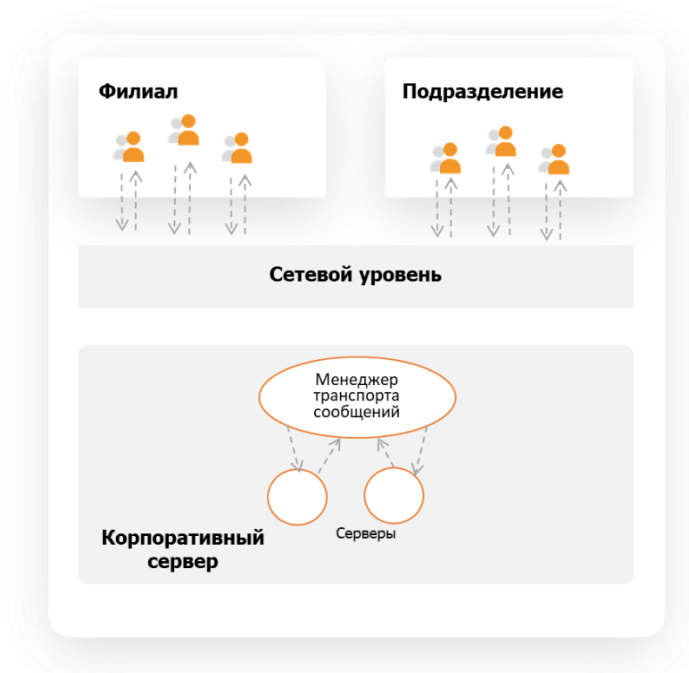 Филиал
Подразделение
Сетевой уровень
Менеджер
транспорта
сообщений
Серверы
Корпоративный
сервер